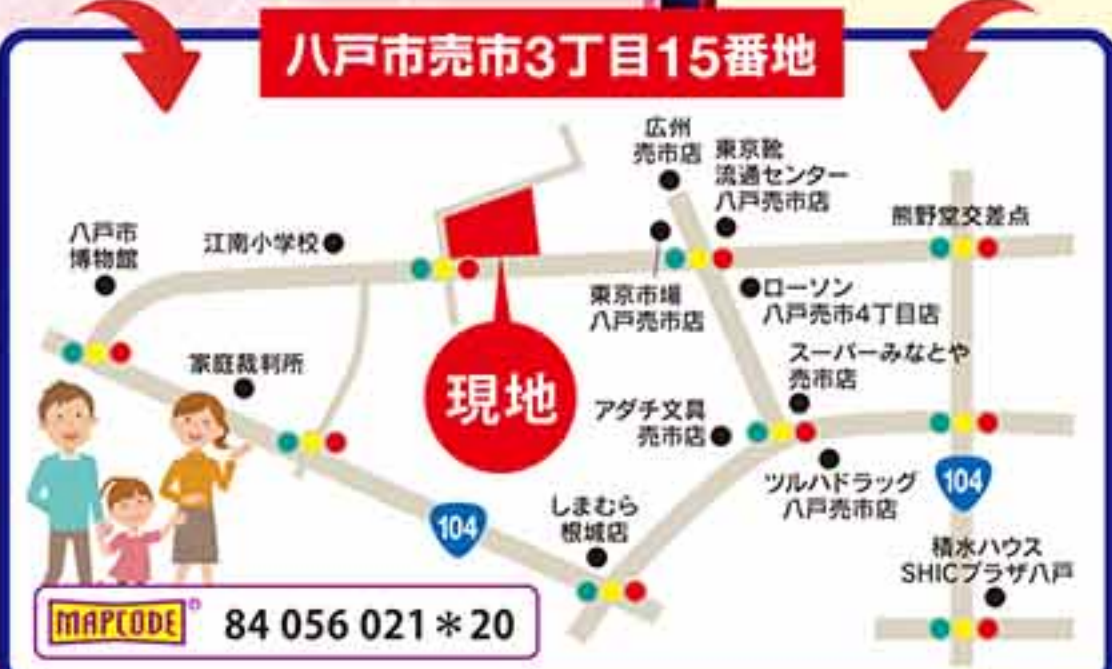 八戸市売市3丁目15番地
広州
売市店
東京靴
流通センター
八戸売市店
熊野堂交差点
八戸市
博物館
江南小学校
東京市場
八戸売市店
ローソン
八戸売市4丁目店
家庭裁判所
現地
スーパーみなとや
売市店
アダチ文具
売市店
ツルハドラッグ
八戸売市店
104
104
しまむら
根城店
積水ハウス
SHICプラザ八戸
MAPCODE® 84 056 021*20